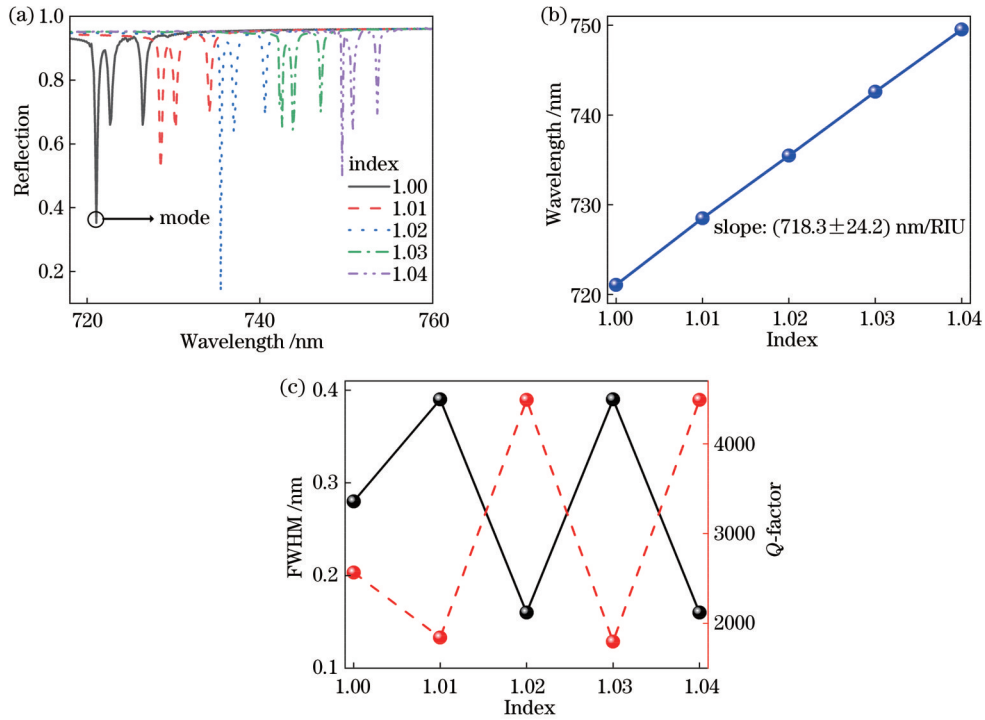 (a)
1.0
0.8
0.6
0.4
0.2
Reflection
720
740
760
Wavelength /nm
index
1.00
1.01
1.02
1.03
1.04
mode
(b)
750
740
730
720
Wavelength /nm
slope: (718.3±24.2) nm/RIU
1.00
1.01
1.02
1.03
1.04
Index
(c)
0.4
0.3
0.2
0.1
FWHM /nm
4000
3000
2000
Q-factor
1.00
1.01
1.02
1.03
1.04
Index